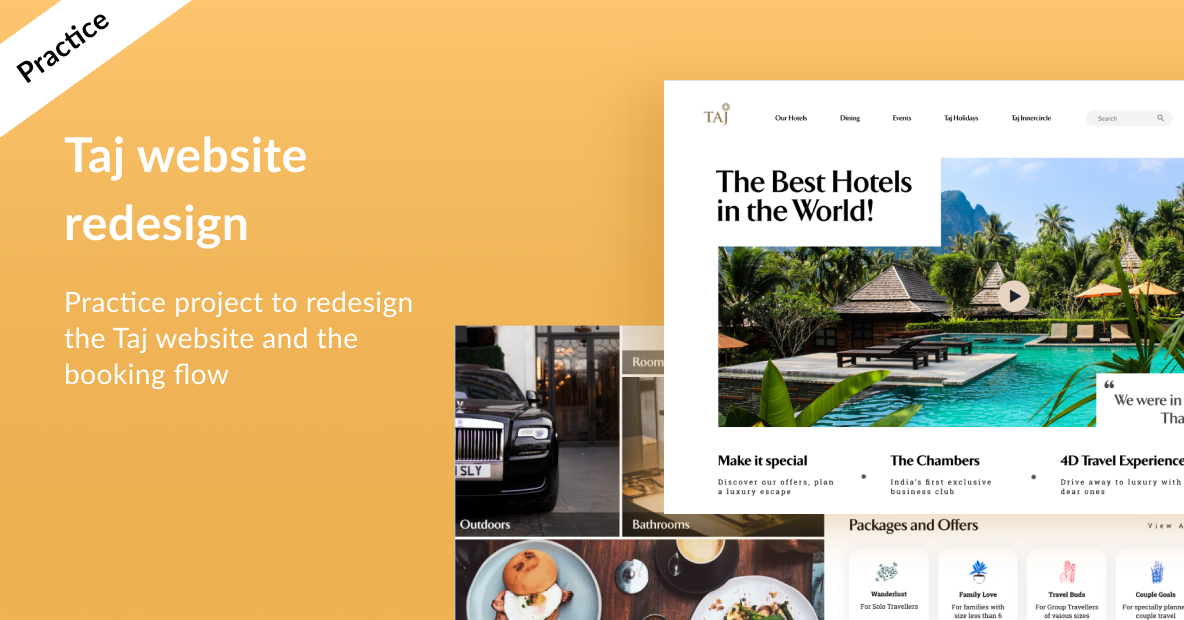 Practice
Taj website
redesign
Practice project to redesign
the Taj website and the
booking flow
TAJ
Our Hotels
Dining
Events
Taj Holidays
Taj Innercircle
Search
The Best Hotels
in the World!
“
We were in
Tha
Make it special
Discover our offers, plan
a luxury escape
The Chambers
India's first exclusive
business club
4D Travel Experience
Drive away to luxury with
dear ones
Room
SLY
Outdoors
Bathrooms
Packages and Offers
View A
Wanderlust
For Solo Travellers
Family Love
For families with
size less than 6
Travel Buds
For Group Travellers
of vaious sizes
Couple Goals
For specially planne
couple travel